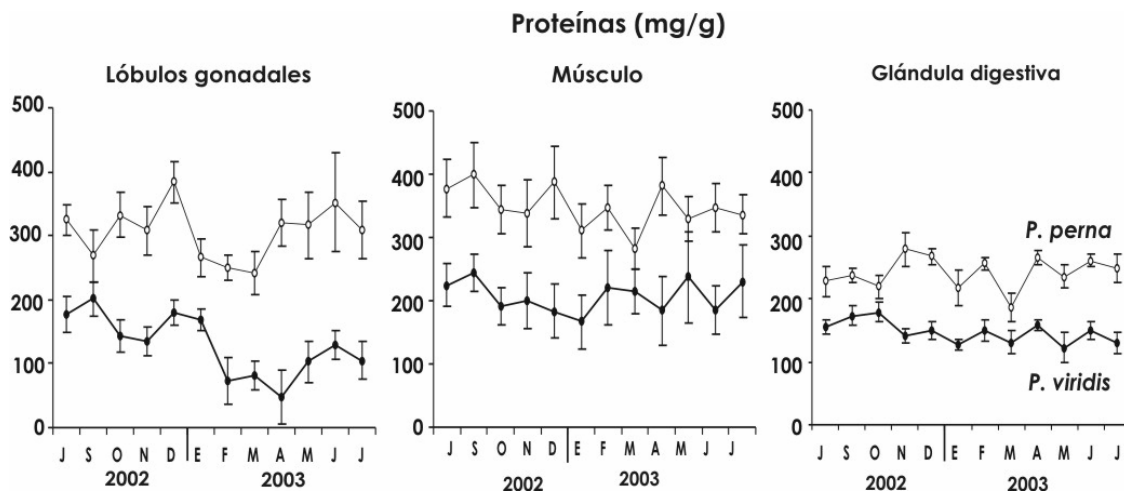 Proteínas (mg/g)
Lóbulos gonadales
500
400
300
200
100
0
J S O N D E F M A M J J
2002 2003
Músculo
500
400
300
200
100
0
J S O N D E F M A M J J
2002 2003
Glándula digestiva
500
400
300
200
100
0
P. perna
P. viridis
J S O N D E F M A M J J
2002 2003